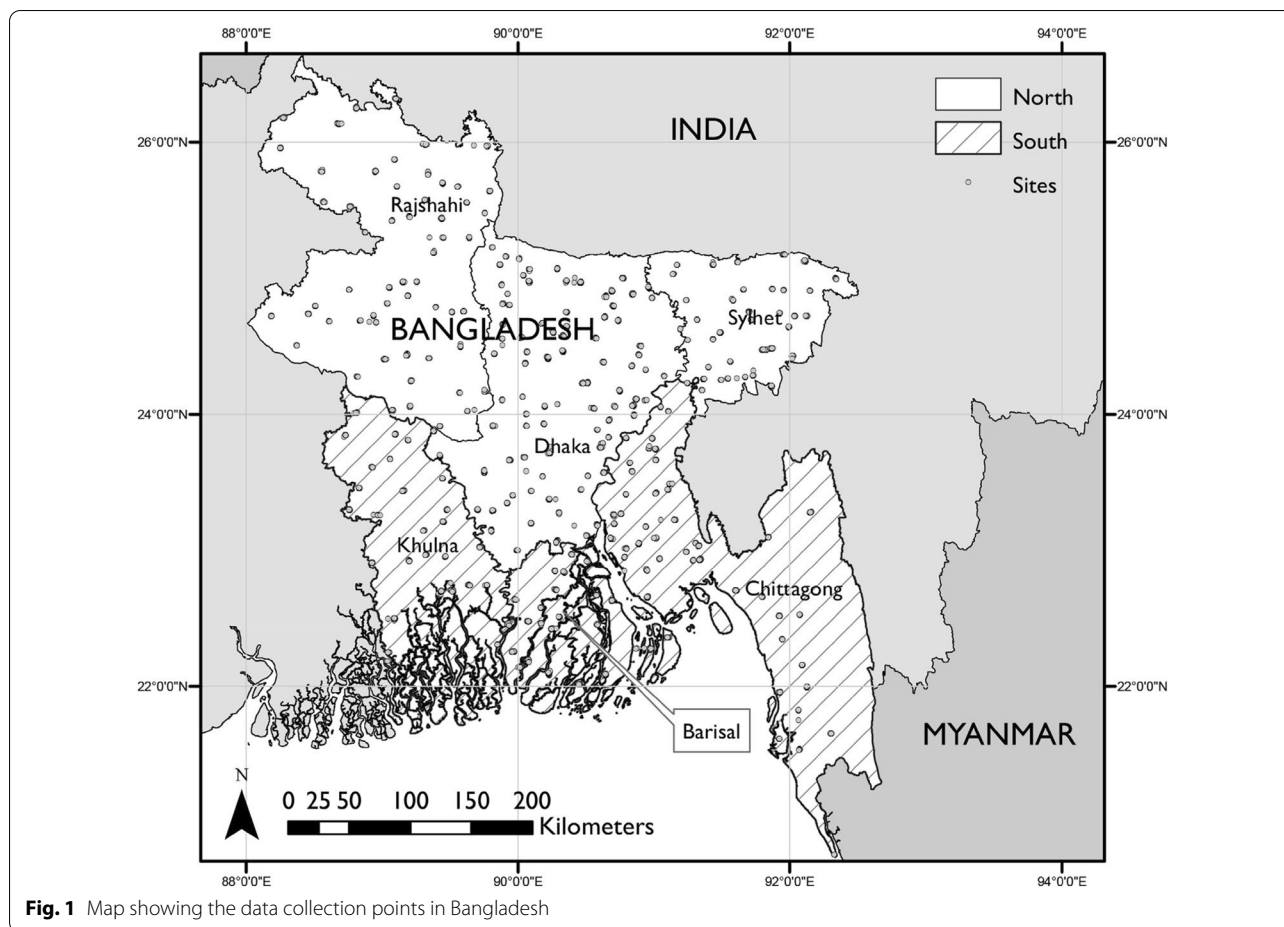 88°0'0"E 90°0'0"E 92°0'0"E 94°0'0"E
North
INDIA
South
26°0'0"N 26°0'0"N
Sites
Rajshahi
Sylhet
BANGLADESH
24°0'0"N 24°0'0"N
Dhaka
Khulna
Chittagong
22°0'0"N 22°0'0"N
Barisal
MYANMAR
N
0 25 50 100 150 200
Kilometers
88°0'0"E 90°0'0"E 92°0'0"E 94°0'0"E
Fig. 1 Map showing the data collection points in Bangladesh